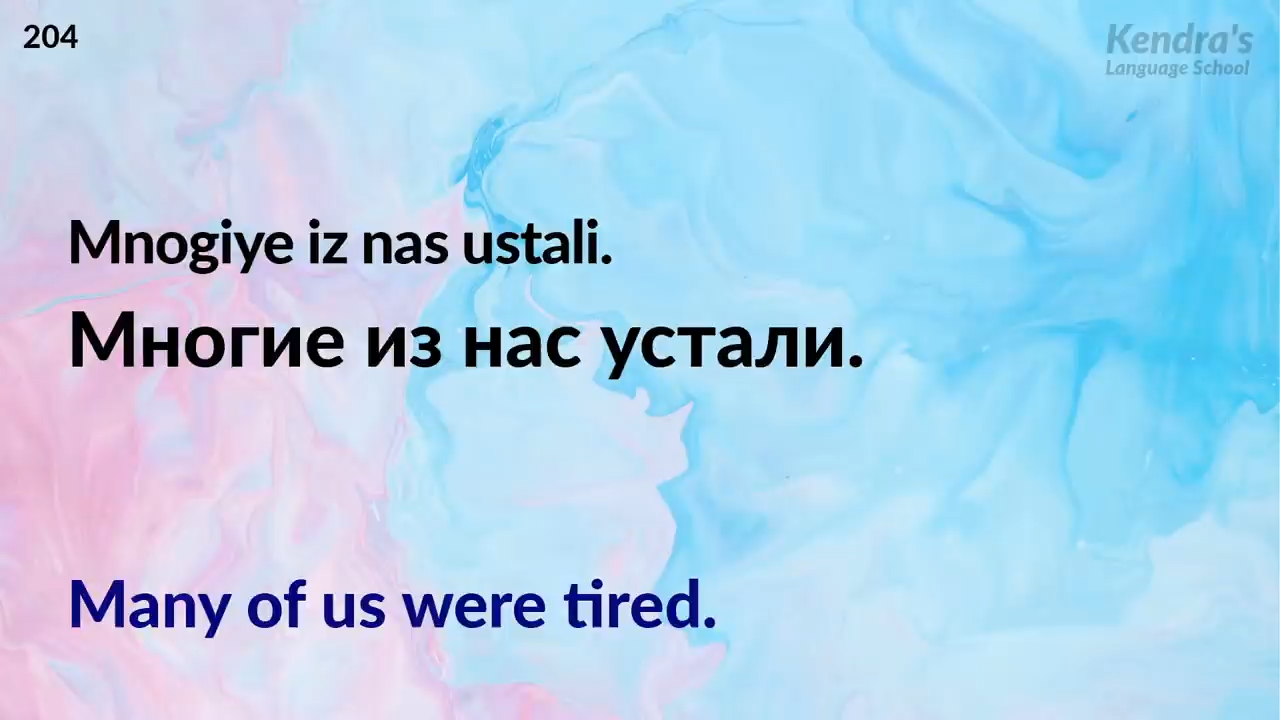 204
Kendra's
Language School
Mnogiye iz nas ustali.
Многие из нас устали.
Many of us were tired.